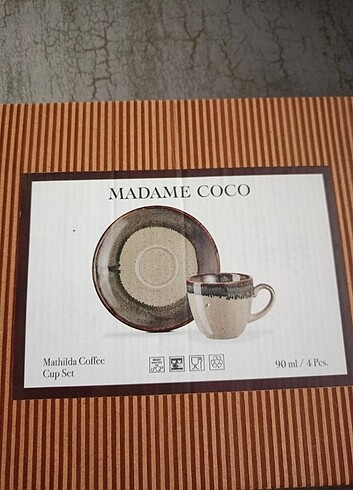 MADAME COCO
Mathilda Coffee
Cup Set
90 ml / 4 Pcs.